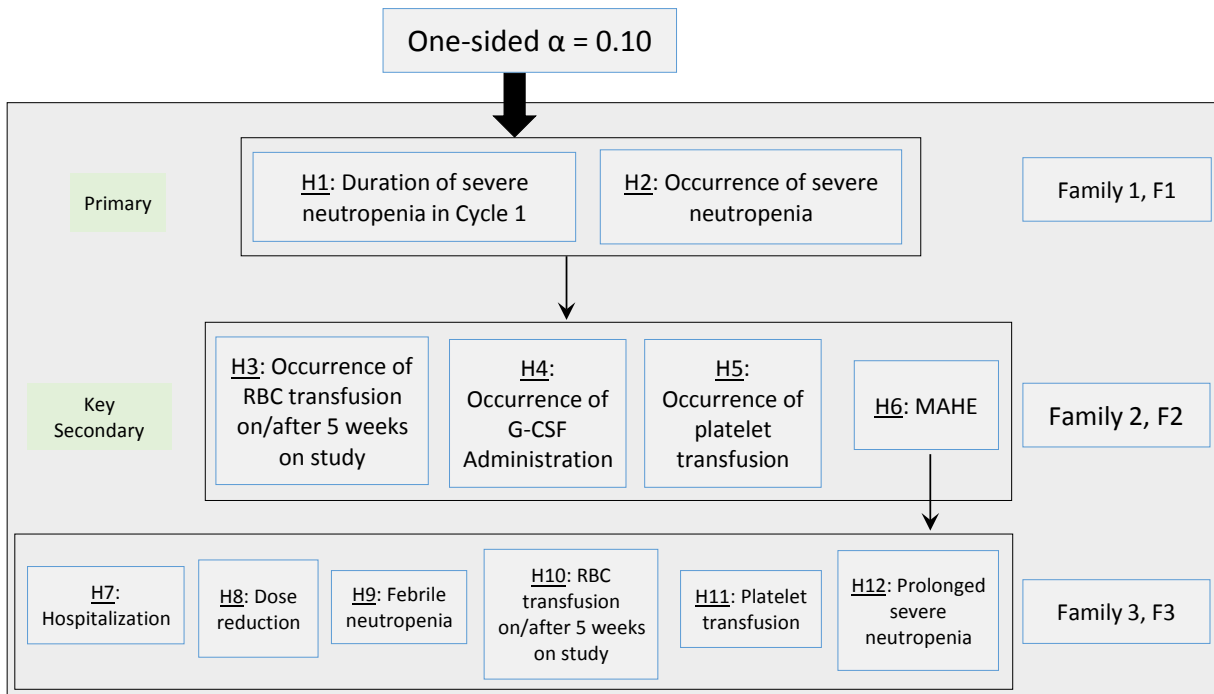 One-sided α = 0.10
Primary
H1: Duration of severe
neutropenia in Cycle 1
H2: Occurrence of severe
neutropenia
Family 1, F1
Key
Secondary
H3: Occurrence of
RBC transfusion
on/after 5 weeks
on study
H4:
Occurrence of
G-CSF
Administration
H5:
Occurrence of
platelet
transfusion
H6: MAHE
Family 2, F2
H7:
Hospitalization
H8: Dose
reduction
H9: Febrile
neutropenia
H10: RBC
transfusion
on/after 5 weeks
on study
H11: Platelet
transfusion
H12: Prolonged
severe
neutropenia
Family 3, F3